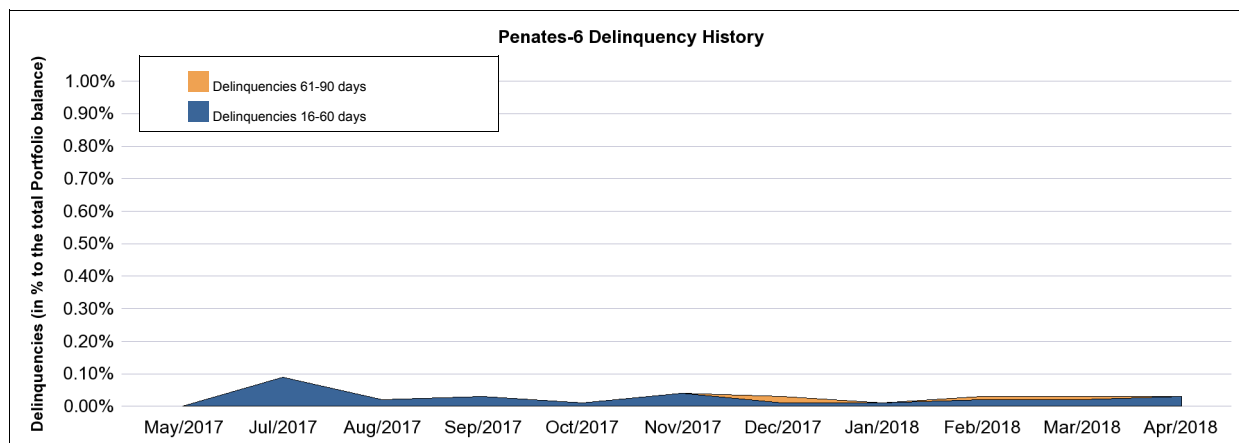 Penates-6 Delinquency History
Delinquencies (in % to the total Portfolio balance)
Delinquencies 61-90 days
Delinquencies 16-60 days
1.00%
0.90%
0.80%
0.70%
0.60%
0.50%
0.40%
0.30%
0.20%
0.10%
0.00%
May/2017 Jul/2017 Aug/2017 Sep/2017 Oct/2017 Nov/2017 Dec/2017 Jan/2018 Feb/2018 Mar/2018 Apr/2018